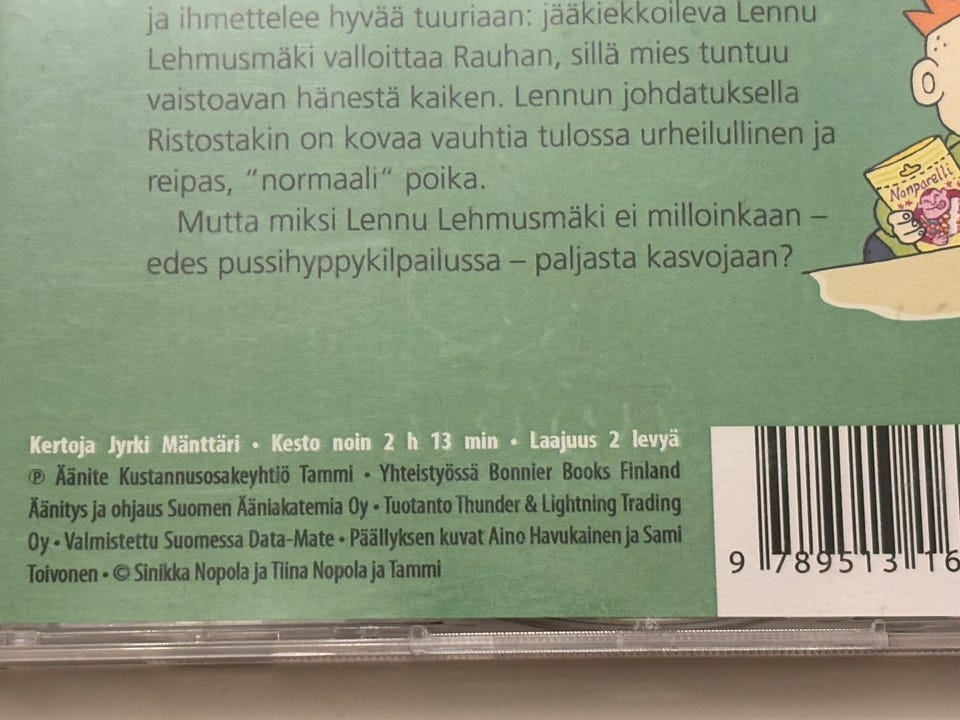 ja ihmettelee hyvää tuuriaan: jääkiekkoileva Lennu
Lehmusmäki valloittaa Rauhan, sillä mies tuntuu
vaistoavan hänestä kaiken. Lennun johdatuksella
Ristostakin on kovaa vauhtia tulossa urheilullinen ja
reipas, “normaali“ poika.
Mutta miksi Lennu Lehmusmäki ei milloinkaan –
edes pussihyppykilpailussa – paljasta kasvojaan?
Nonparelli
Kertoja Jyrki Mänttäri • Kesto noin 2 h 13 min • Laajuus 2 levyä
℗ Äänite Kustannusosakeyhtiö Tammi • Yhteistyössä Bonnier Books Finland
Äänitys ja ohjaus Suomen Ääniakatemia Oy • Tuotanto Thunder & Lightning Trading
Oy • Valmistettu Suomessa Data-Mate • Päällyksen kuvat Aino Havukainen ja Sami
Toivonen • © Sinikka Nopola ja Tiina Nopola ja Tammi
9 789513 16